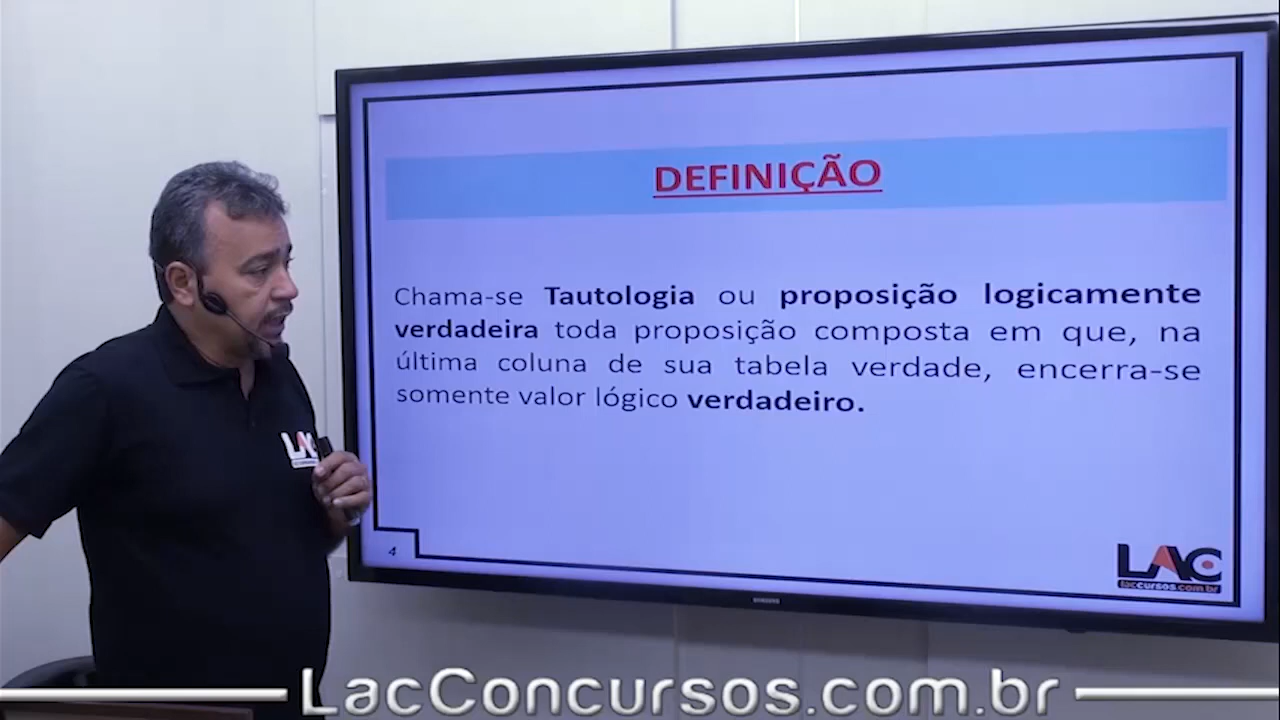 DEFINIÇÃO
Chama-se Tautologia ou proposição logicamente
verdadeira toda proposição composta em que, na
última coluna de sua tabela verdade, encerra-se
somente valor lógico verdadeiro.
LAC
4
LAC
laccursos.com.br
SAMSUNG
LacConcursos.com.br